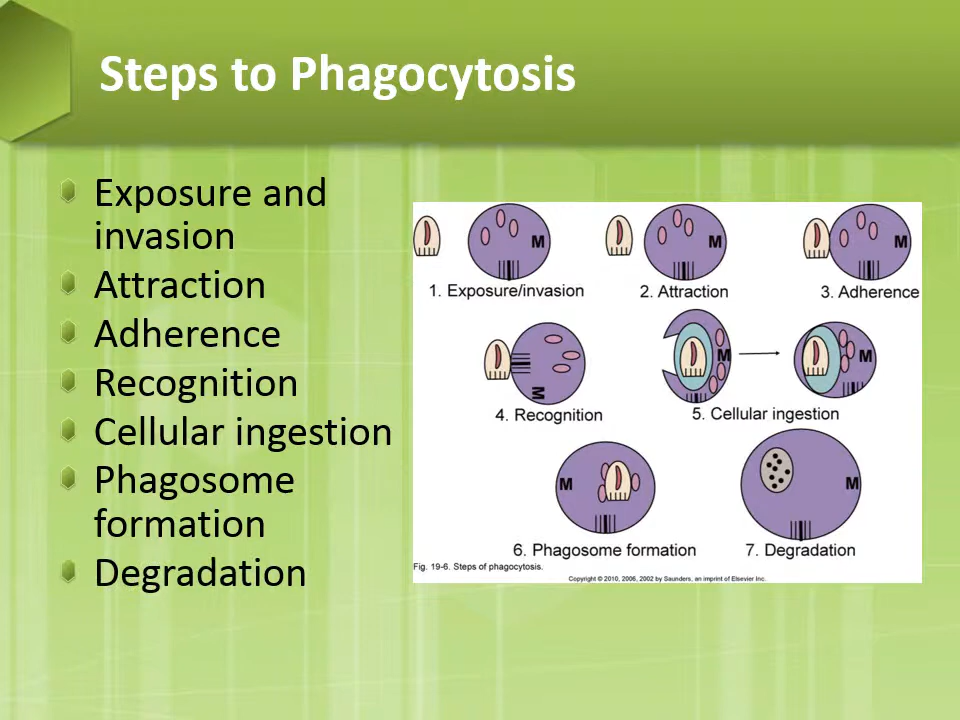 Steps to Phagocytosis
Exposure and
invasion
Attraction
Adherence
Recognition
Cellular ingestion
Phagosome
formation
Degradation
M
M
M
1. Exposure/invasion
2. Attraction
3. Adherence
M
M
M
4. Recognition
5. Cellular ingestion
M
M
6. Phagosome formation
7. Degradation
Fig. 19-6. Steps of phagocytosis.
Copyright © 2010, 2006, 2002 by Saunders, an imprint of Elsevier Inc.